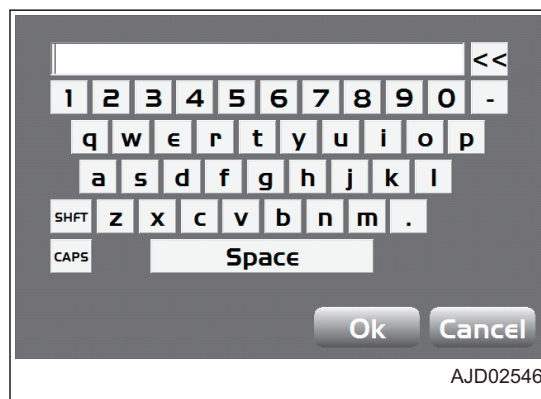 <<
1 2 3 4 5 6 7 8 9 0 -
q w e r t y u i o p
a s d f g h j k l
SHFT z x c v b n m .
CAPS Space
Ok Cancel
AJD02546